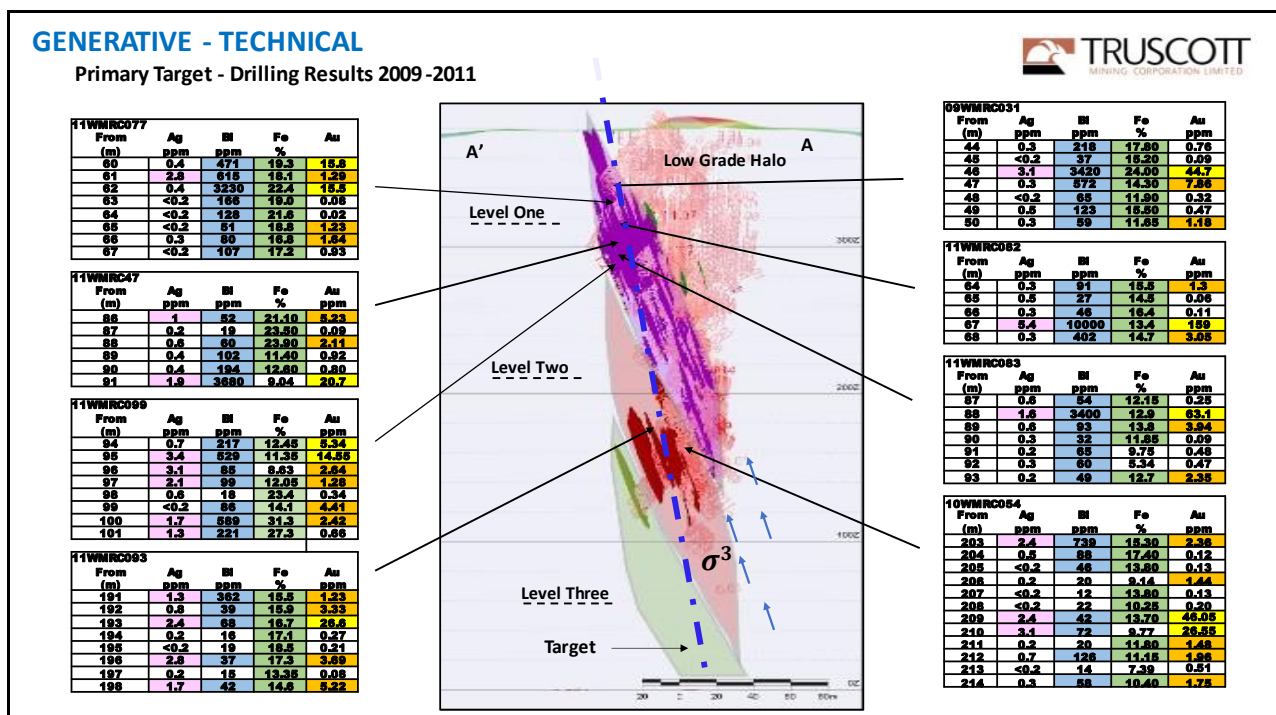 GENERATIVE - TECHNICAL
Primary Target - Drilling Results 2009 -2011
TRUSCOTT
MINING CORPORATION LIMITED
11WMRC077
From Ag Bi Fe Au
(m) ppm ppm % ppm
60 0.4 471 19.3 15.8
61 2.8 615 18.1 1.29
62 0.4 3230 22.4 15.5
63 <0.2 166 19.0 0.06
64 <0.2 128 21.6 0.02
65 <0.2 51 18.8 1.23
66 0.3 80 16.8 1.64
67 <0.2 107 17.2 0.93
11WMRC47
From Ag Bi Fe Au
(m) ppm ppm % ppm
86 1 52 21.10 5.23
87 0.2 19 23.50 0.09
88 0.6 60 23.90 2.11
89 0.4 102 11.40 0.92
90 0.4 194 12.60 0.80
91 1.9 3680 9.04 20.7
11WMRC099
From Ag Bi Fe Au
(m) ppm ppm % ppm
94 0.7 217 12.45 5.34
95 3.4 529 11.35 14.55
96 3.1 85 8.63 2.64
97 2.1 99 12.05 1.28
98 0.6 18 23.4 0.34
99 <0.2 86 14.1 4.41
100 1.7 589 31.3 2.42
101 1.3 221 27.3 0.66
11WMRC093
From Ag Bi Fe Au
(m) ppm ppm % ppm
191 1.3 362 15.5 1.23
192 0.8 39 15.9 3.33
193 2.4 68 16.7 26.6
194 0.2 16 17.1 0.27
195 <0.2 19 18.5 0.21
196 2.8 37 17.3 3.69
197 0.2 15 13.35 0.06
198 1.7 42 14.6 5.22
A' A
Low Grade Halo
Level One
300Z
Level Two
200Z
100Z
σ³
Level Three
Target
0Z
20 40 60 80m
09WMRC031
From Ag Bi Fe Au
(m) ppm ppm % ppm
44 0.3 218 17.80 0.76
45 <0.2 37 15.20 0.09
46 3.1 3420 24.00 44.7
47 0.3 572 14.30 7.86
48 <0.2 65 11.90 0.32
49 0.5 123 15.50 0.47
50 0.3 59 11.65 1.18
11WMRC082
From Ag Bi Fe Au
(m) ppm ppm % ppm
64 0.3 91 15.5 1.3
65 0.5 27 14.5 0.06
66 0.3 46 16.4 0.11
67 5.4 10000 13.4 159
68 0.3 402 14.7 3.05
11WMRC083
From Ag Bi Fe Au
(m) ppm ppm % ppm
87 0.6 54 12.15 0.25
88 1.6 3400 12.9 63.1
89 0.6 93 13.8 3.94
90 0.3 32 11.85 0.09
91 0.2 65 9.75 0.48
92 0.3 60 5.34 0.47
93 0.2 49 12.7 2.35
10WMRC054
From Ag Bi Fe Au
(m) ppm ppm % ppm
203 2.4 739 15.30 2.36
204 0.5 88 17.40 0.12
205 <0.2 46 13.80 0.13
206 0.2 20 9.14 1.44
207 <0.2 12 13.60 0.13
208 <0.2 22 10.25 0.20
209 2.4 42 13.70 46.05
210 3.1 72 9.77 26.55
211 0.2 20 11.80 1.48
212 0.7 126 11.15 1.96
213 <0.2 14 7.39 0.51
214 0.3 58 10.40 1.75